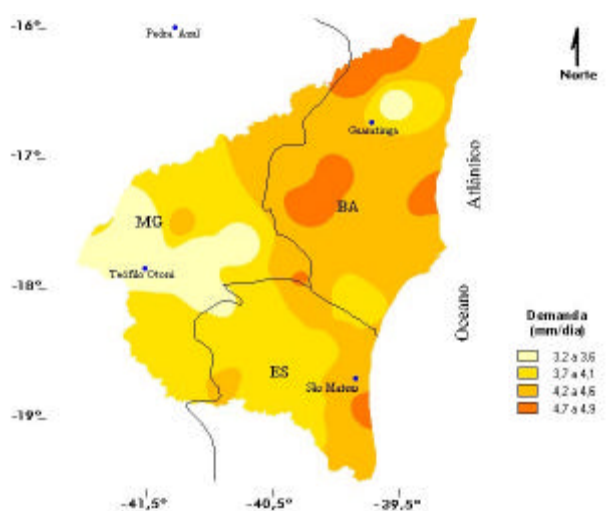 -16°
Pedra Azul
Norte
Guaratinga
-17°
Atlântico
MG
BA
Teófilo Otoni
-18°
Oceano
Demanda
(mm/dia)
3,2 a 3,6
3,7 a 4,1
4,2 a 4,6
4,7 a 4,9
ES
São Mateus
-19°
-41,5°
-40,5°
-39,5°